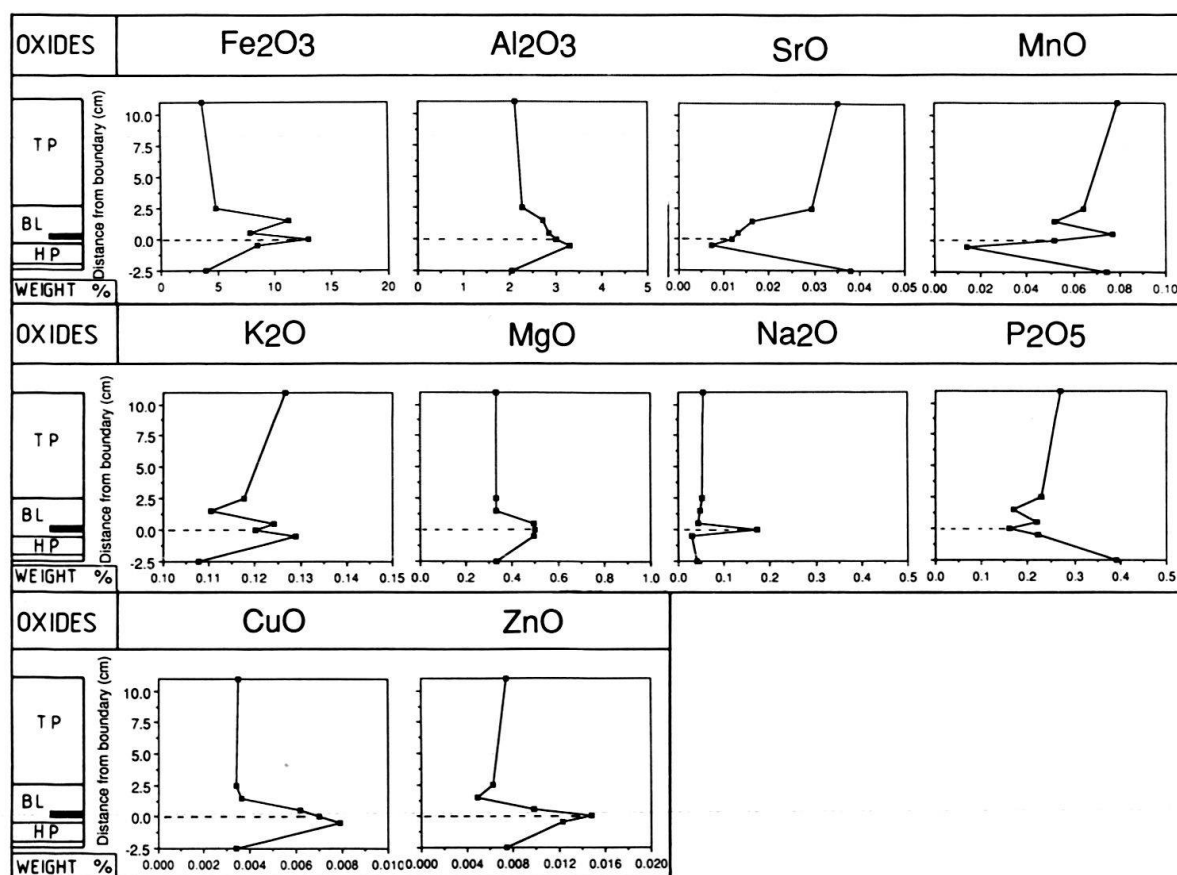 OXIDES Fe2O3 Al2O3 SrO MnO
Distance from boundary (cm)
TP
BL
HP
10.0
7.5
5.0
2.5
0.0
-2.5
0 5 10 15 20
0 1 2 3 4 5
0.00 0.01 0.02 0.03 0.04 0.05
0.00 0.02 0.04 0.06 0.08 0.10
WEIGHT %
OXIDES K2O MgO Na2O P2O5
Distance from boundary (cm)
TP
BL
HP
10.0
7.5
5.0
2.5
0.0
-2.5
0.10 0.11 0.12 0.13 0.14 0.15
0.0 0.2 0.4 0.6 0.8 1.0
0.0 0.1 0.2 0.3 0.4 0.5
0.0 0.1 0.2 0.3 0.4 0.5
WEIGHT %
OXIDES CuO ZnO
Distance from boundary (cm)
TP
BL
HP
10.0
7.5
5.0
2.5
0.0
-2.5
0.000 0.002 0.004 0.006 0.008 0.010
0.000 0.004 0.008 0.012 0.016 0.020
WEIGHT %